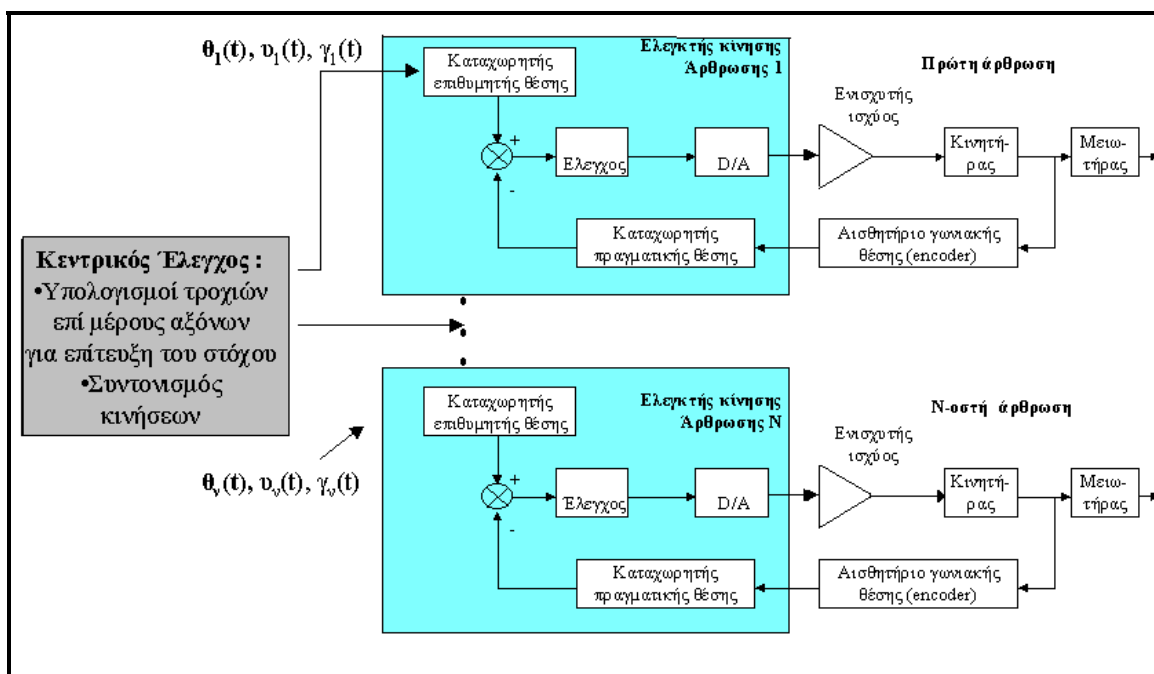 θ1(t), υ1(t), γ1(t)
Ελεγκτής κίνησης
Άρθρωσης 1
Καταχωρητής
επιθυμητής θέσης
+
-
Ελεγχος
D/A
Καταχωρητής
πραγματικής θέσης
Πρώτη άρθρωση
Ενισχυτής
ισχύος
Κινητή-
ρας
Μειω-
τήρας
Αισθητήριο γωνιακής
θέσης (encoder)
Κεντρικός Έλεγχος :
•Υπολογισμοί τροχιών
επί μέρους αξόνων
για επίτευξη του στόχου
•Συντονισμός
κινήσεων
θν(t), υν(t), γν(t)
Ελεγκτής κίνησης
Άρθρωσης Ν
Καταχωρητής
επιθυμητής θέσης
+
-
Έλεγχος
D/A
Καταχωρητής
πραγματικής θέσης
Ν-οστή άρθρωση
Ενισχυτής
ισχύος
Κινητή-
ρας
Μειω-
τήρας
Αισθητήριο γωνιακής
θέσης (encoder)